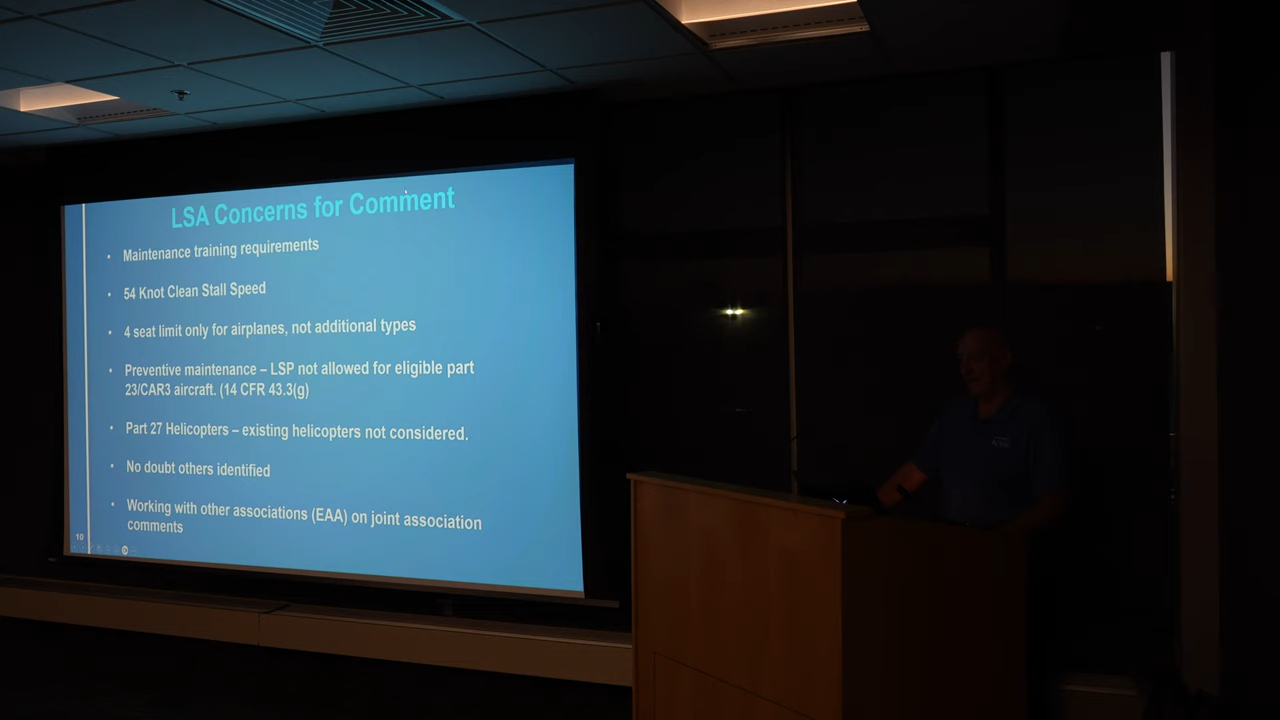 LSA Concerns for Comment
• Maintenance training requirements
• 54 Knot Clean Stall Speed
• 4 seat limit only for airplanes, not additional types
• Preventive maintenance – LSP not allowed for eligible part
23/CAR3 aircraft. (14 CFR 43.3(g)
• Part 27 Helicopters – existing helicopters not considered.
• No doubt others identified
• Working with other associations (EAA) on joint association
comments
10